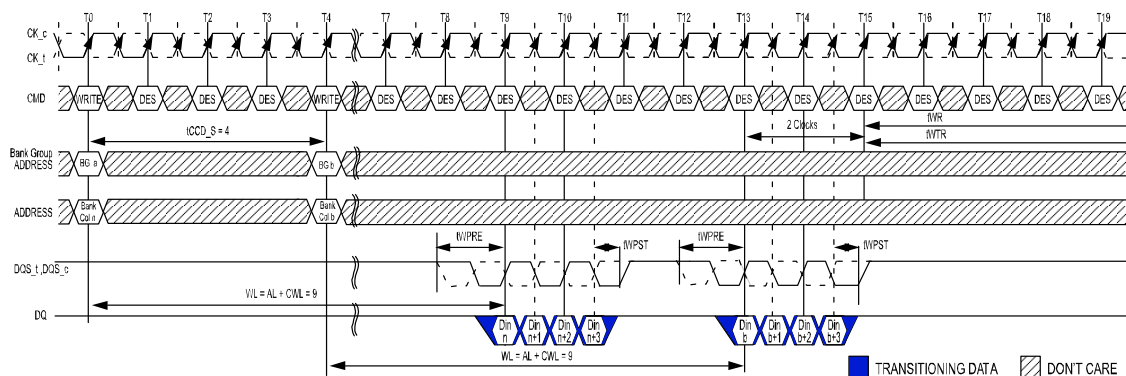 T0 T1 T2 T3 T4 T7 T8 T9 T10 T11 T12 T13 T14 T15 T16 T17 T18 T19
CK_c
CK_t
CMD WRITE DES DES DES WRITE DES DES DES DES DES DES DES DES DES DES DES DES DES
tCCD_S = 4
2 Clocks
tWR
tWTR
Bank Group
ADDRESS
BG a
BG b
ADDRESS
Bank
Col n
Bank
Col b
tWPRE tWPST tWPRE tWPST
DQS_t ,DQS_c
WL = AL + CWL = 9
DQ
Din
n
Din
n+1
Din
n+2
Din
n+3
Din
b
Din
b+1
Din
b+2
Din
b+3
WL = AL + CWL = 9
TRANSITIONING DATA
DON'T CARE